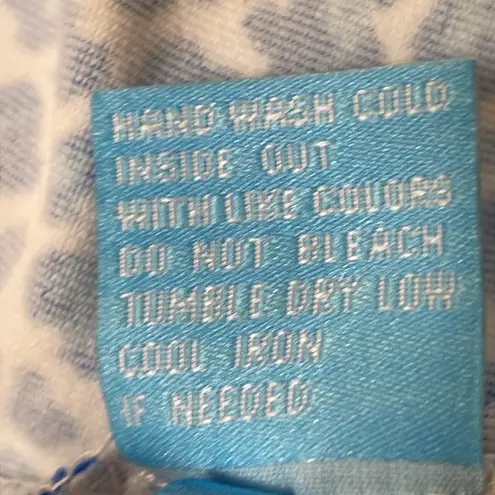 HAND WASH COLD
INSIDE OUT
WITH LIKE COLORS
DO NOT BLEACH
TUMBLE DRY LOW
COOL IRON
IF NEEDED